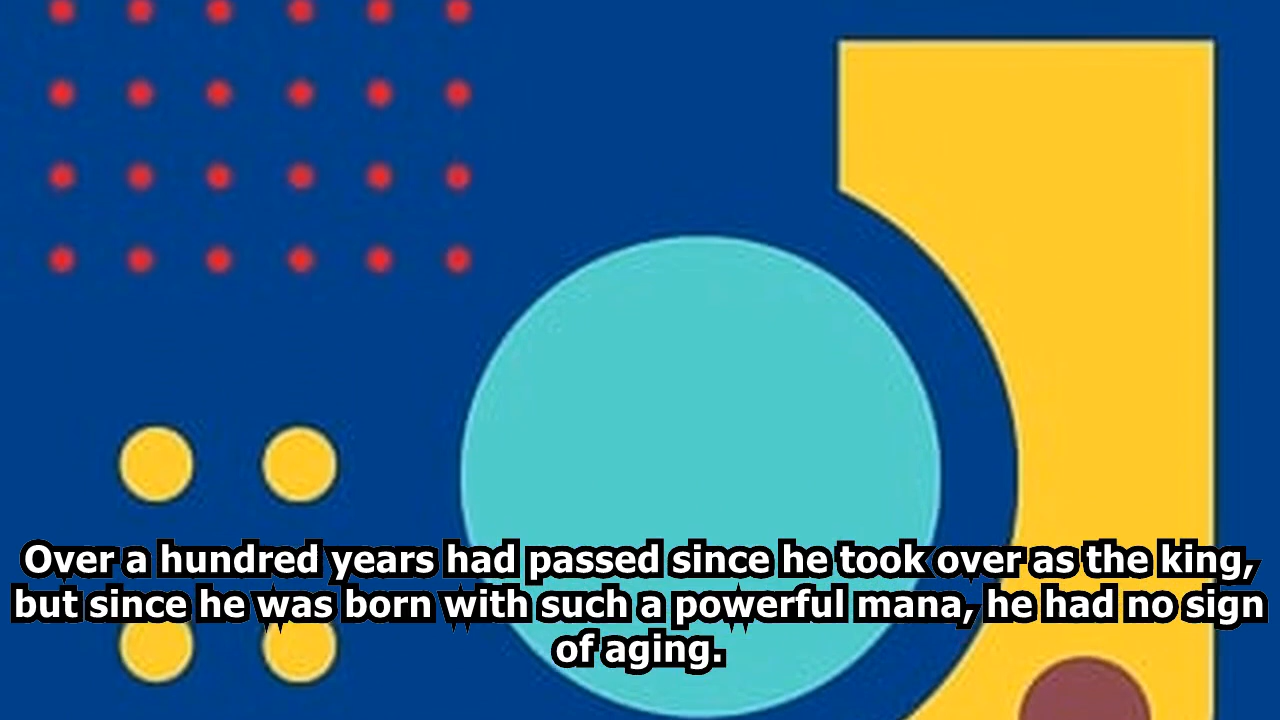 Over a hundred years had passed since he took over as the king,
but since he was born with such a powerful mana, he had no sign
of aging.